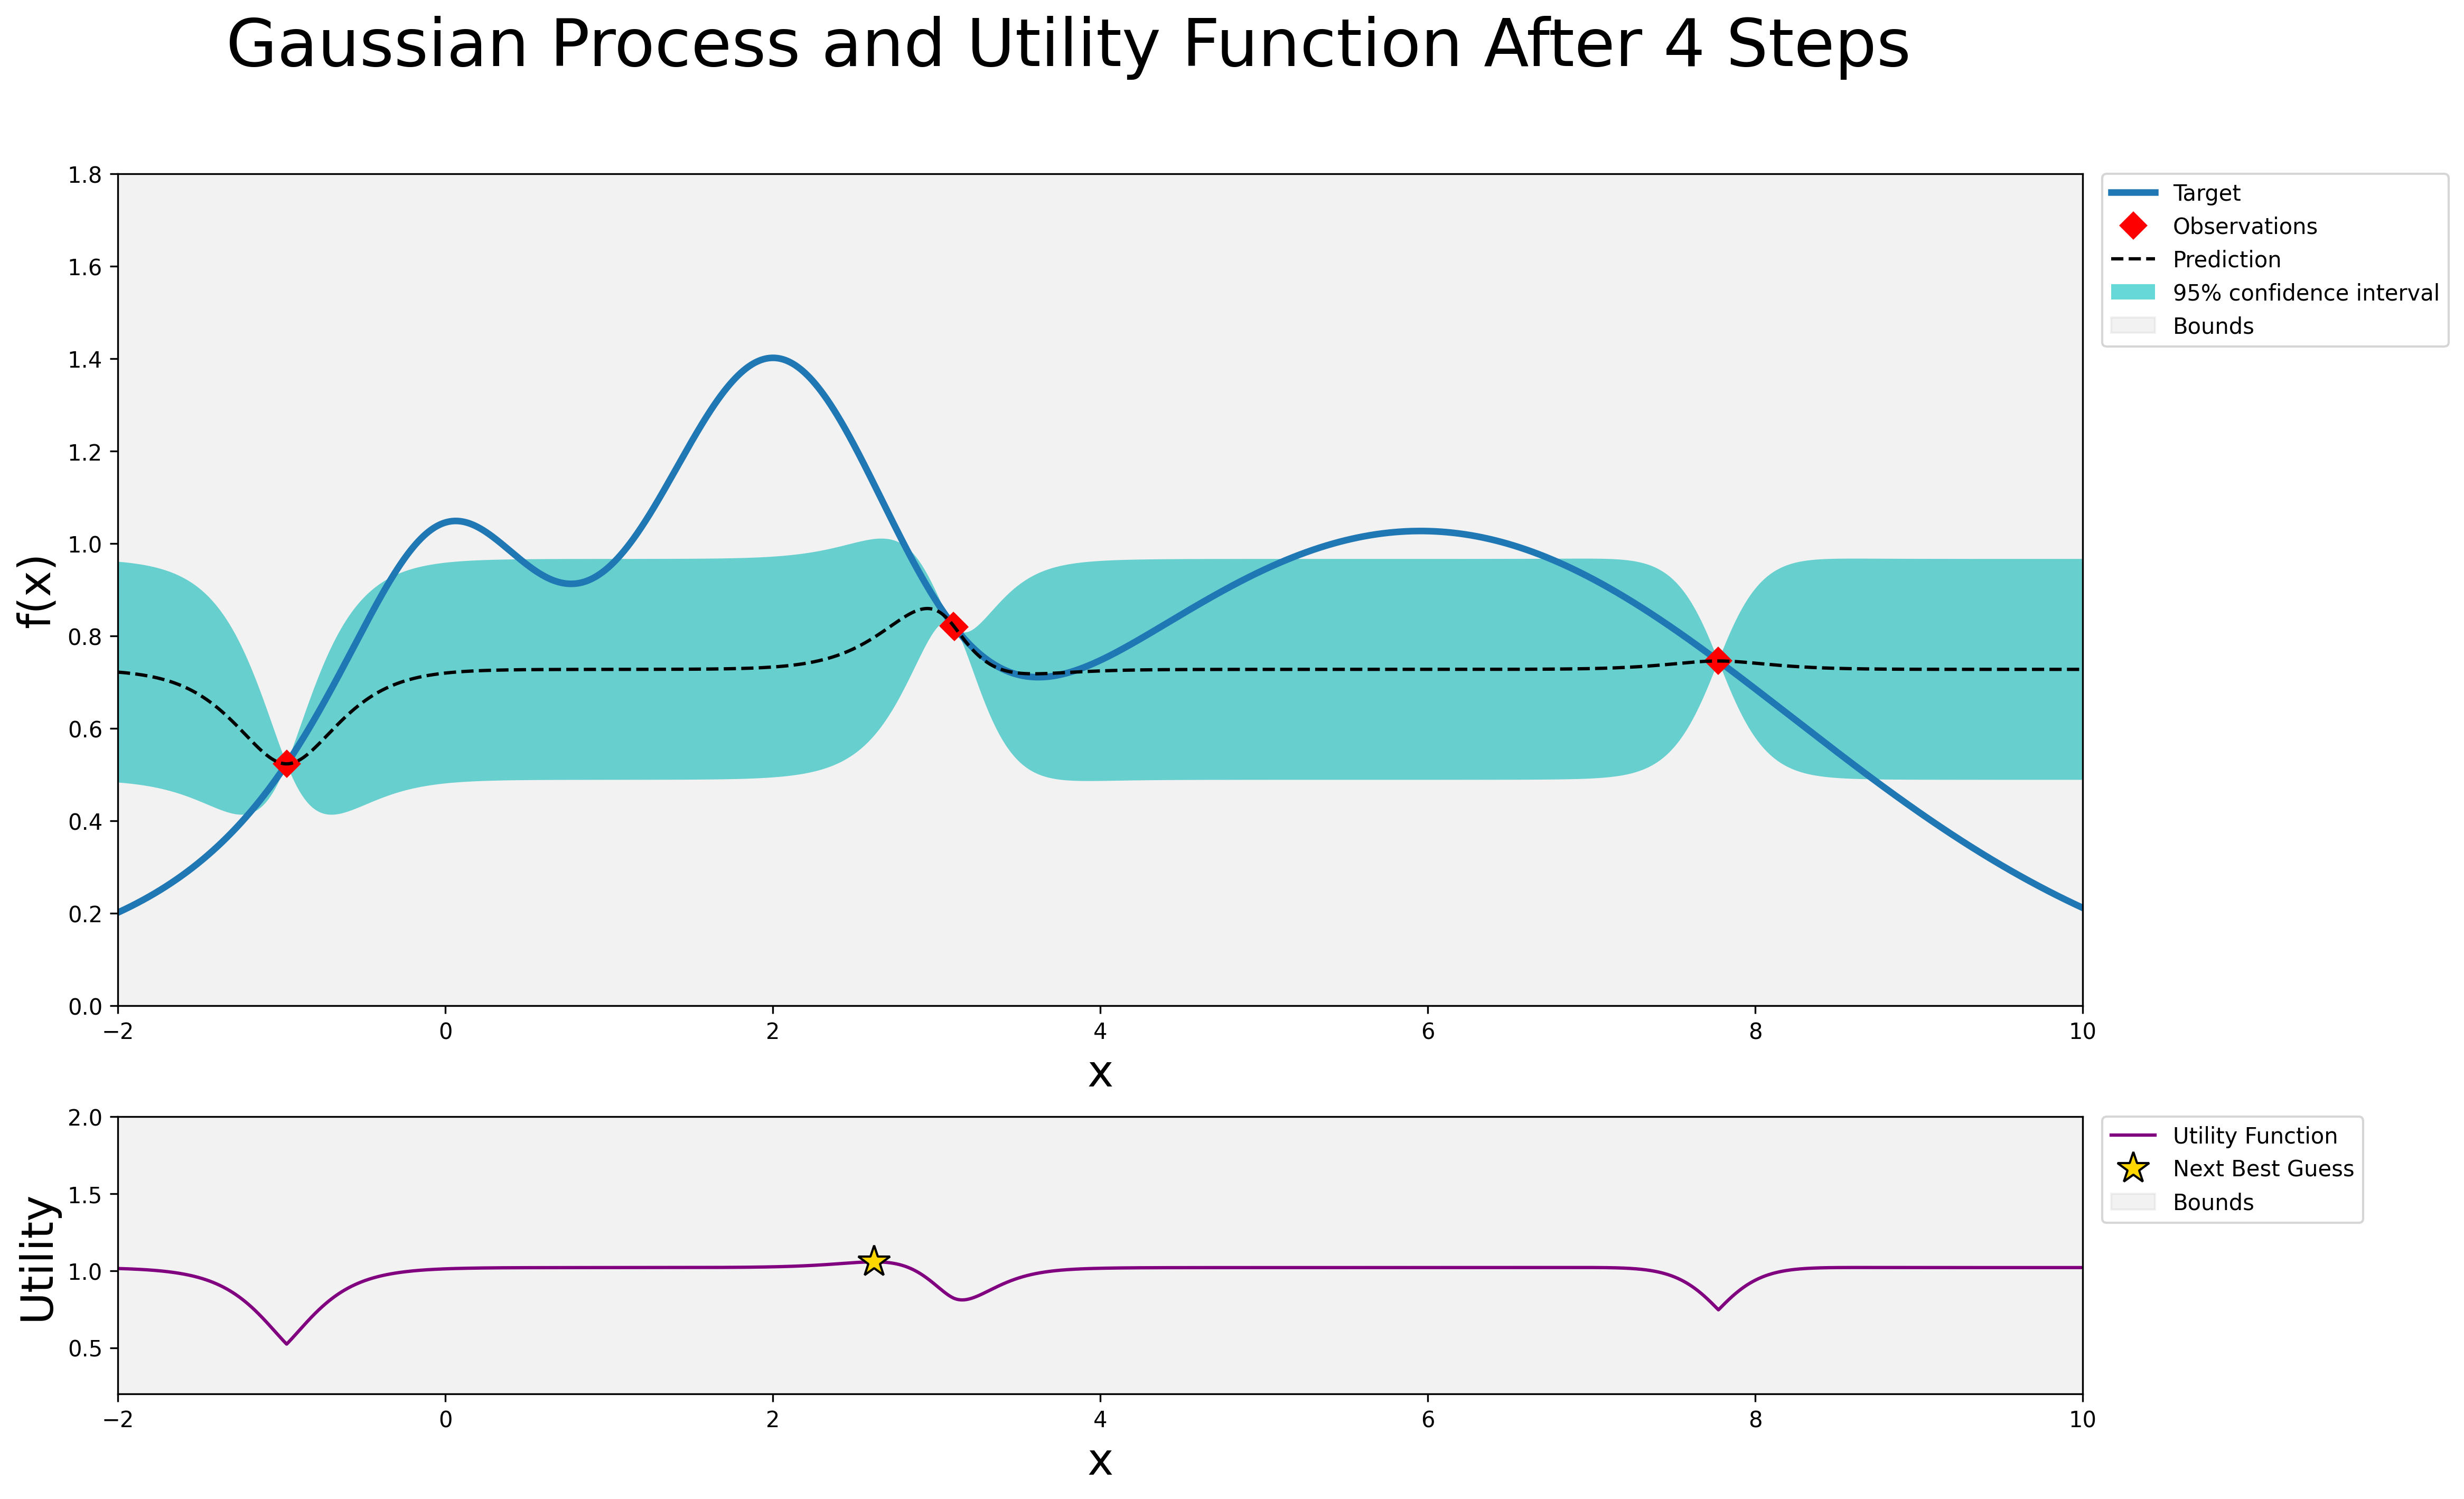 Gaussian Process and Utility Function After 4 Steps
1.8
1.6
1.4
1.2
1.0
0.8
0.6
0.4
0.2
0.0
f(x)
−2 0 2 4 6 8 10
x
Target
Observations
Prediction
95% confidence interval
Bounds
2.0
1.5
1.0
0.5
Utility
−2 0 2 4 6 8 10
x
Utility Function
Next Best Guess
Bounds